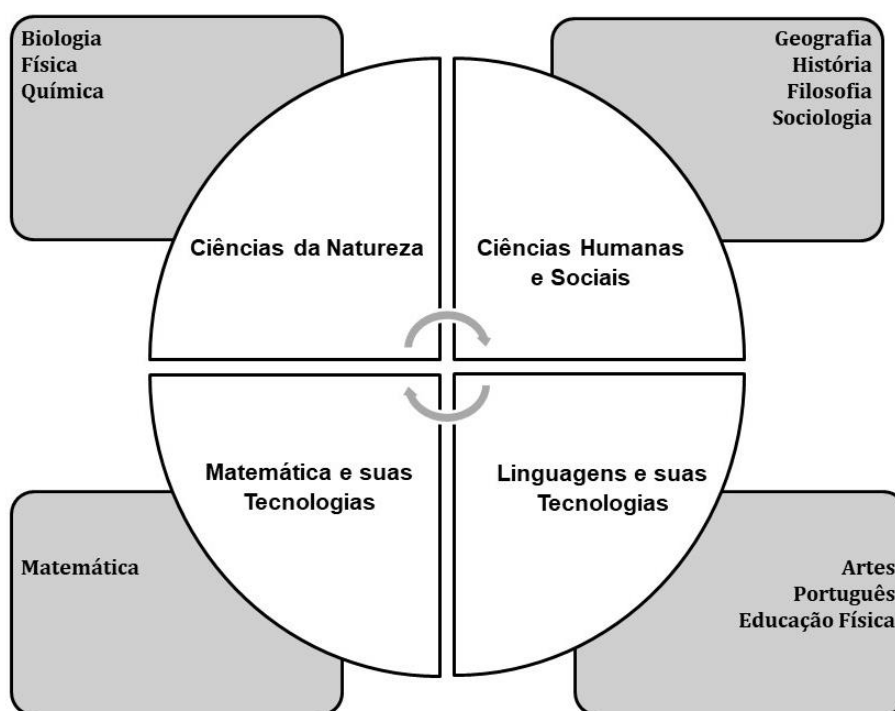 Biologia
Física
Química
Geografia
História
Filosofia
Sociologia
Ciências da Natureza
Ciências Humanas
e Sociais
Matemática e suas
Tecnologias
Linguagens e suas
Tecnologias
Matemática
Artes
Português
Educação Física